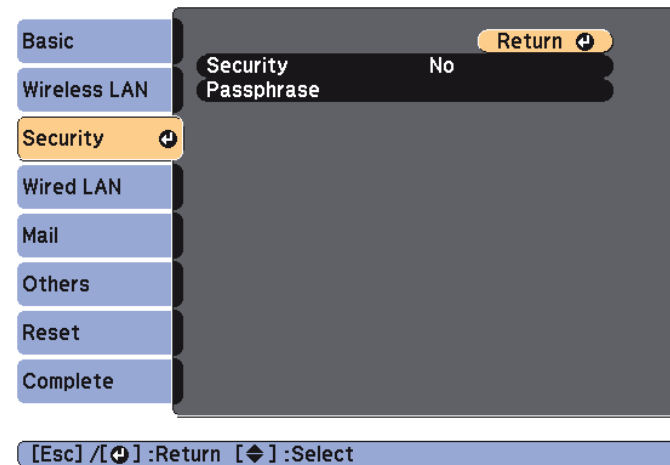 Basic
Wireless LAN
Security
Wired LAN
Mail
Others
Reset
Complete
Return
Security No
Passphrase
[Esc] /[ ] :Return [ ] :Select